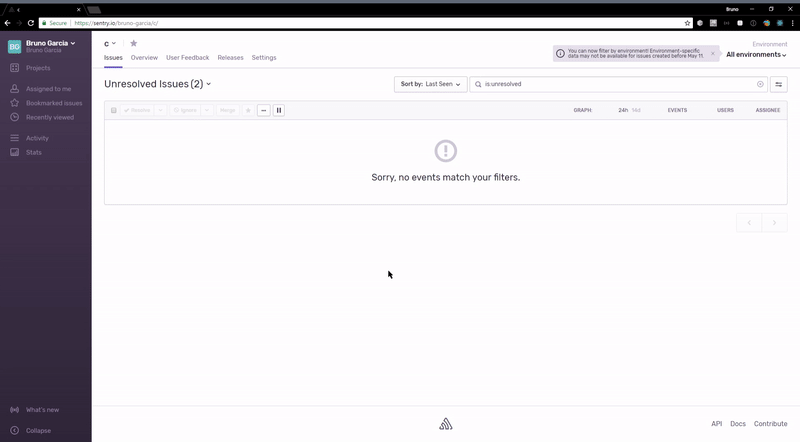 c
Bruno
Secure
https://sentry.io/bruno-garcia/c/
BG
Bruno Garcia
Bruno Garcia
Projects
Assigned to me
Bookmarked issues
Recently viewed
Activity
Stats
What's new
Collapse
c
Environment
All environments
You can now filter by environment! Environment-specific
data may not be available for issues created before May 11.
Issues Overview User Feedback Releases Settings
Unresolved Issues (2)
Sort by: Last Seen
is:unresolved
Resolve Ignore Merge
GRAPH: 24h 14d EVENTS USERS ASSIGNEE
Sorry, no events match your filters.
API Docs Contribute